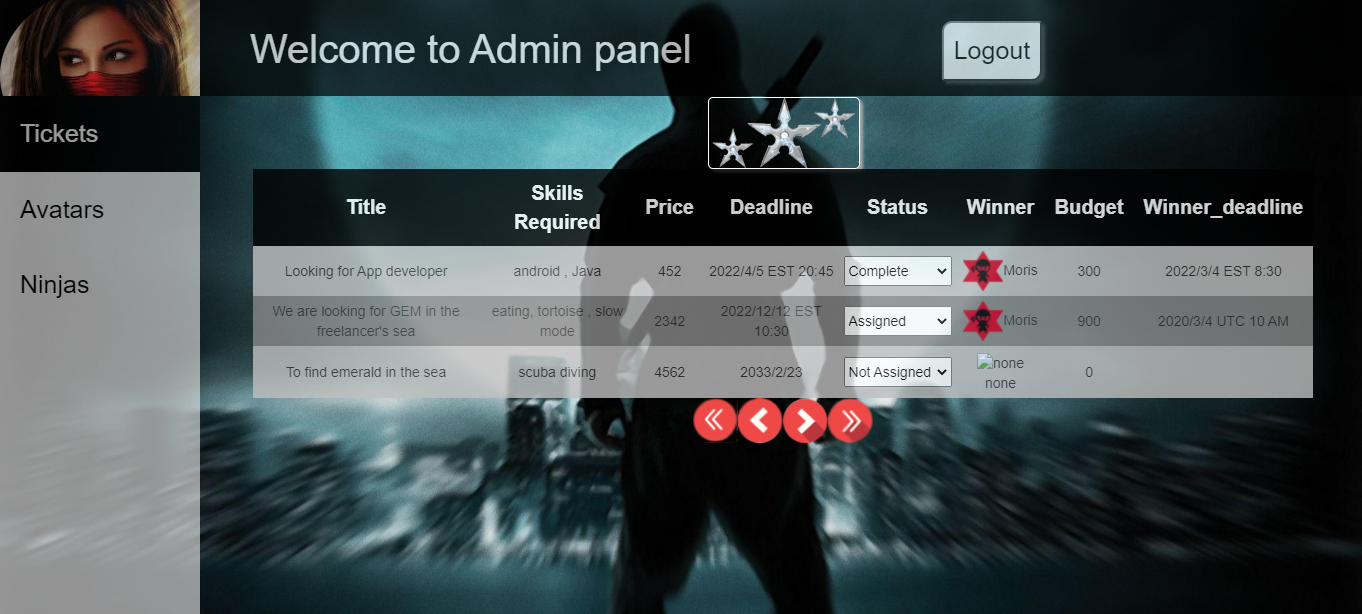 Welcome to Admin panel
Logout
Tickets
Avatars
Ninjas
Title Skills Required Price Deadline Status Winner Budget Winner_deadline
Looking for App developer android , Java 452 2022/4/5 EST 20:45 Complete Moris 300 2022/3/4 EST 8:30
We are looking for GEM in the freelancer's sea eating, tortoise , slow mode 2342 2022/12/12 EST 10:30 Assigned Moris 900 2020/3/4 UTC 10 AM
To find emerald in the sea scuba diving 4562 2033/2/23 Not Assigned none none 0